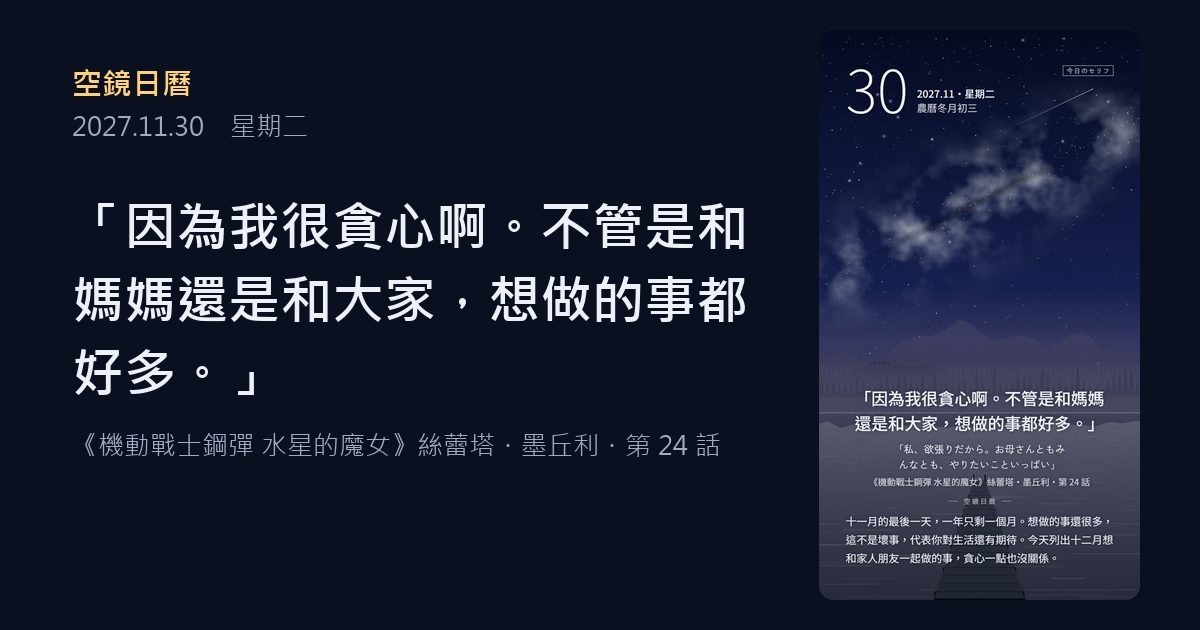 空鏡日曆
2027.11.30 星期二
「因為我很貪心啊。不管是和
媽媽還是和大家，想做的事都
好多。」
《機動戰士鋼彈 水星的魔女》絲蕾塔・墨丘利・第 24 話
30
今日のセリフ
2027.11・星期二
農曆冬月初三
「因為我很貪心啊。不管是和媽媽
還是和大家，想做的事都好多。」
「私、欲張りだから。お母さんともみ
んなとも、やりたいこといっぱい」
《機動戰士鋼彈 水星的魔女》絲蕾塔・墨丘利・第 24 話
— 空鏡日曆 —
十一月的最後一天，一年只剩一個月。想做的事還很多，
這不是壞事，代表你對生活還有期待。今天列出十二月想
和家人朋友一起做的事，貪心一點也沒關係。